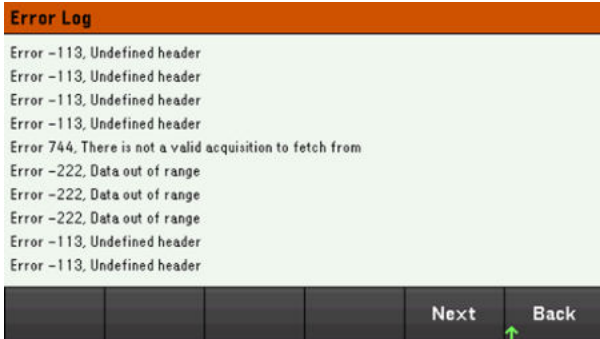 Error Log
Error -113, Undefined header
Error -113, Undefined header
Error -113, Undefined header
Error -113, Undefined header
Error 744, There is not a valid acquisition to fetch from
Error -222, Data out of range
Error -222, Data out of range
Error -222, Data out of range
Error -113, Undefined header
Error -113, Undefined header
Next Back